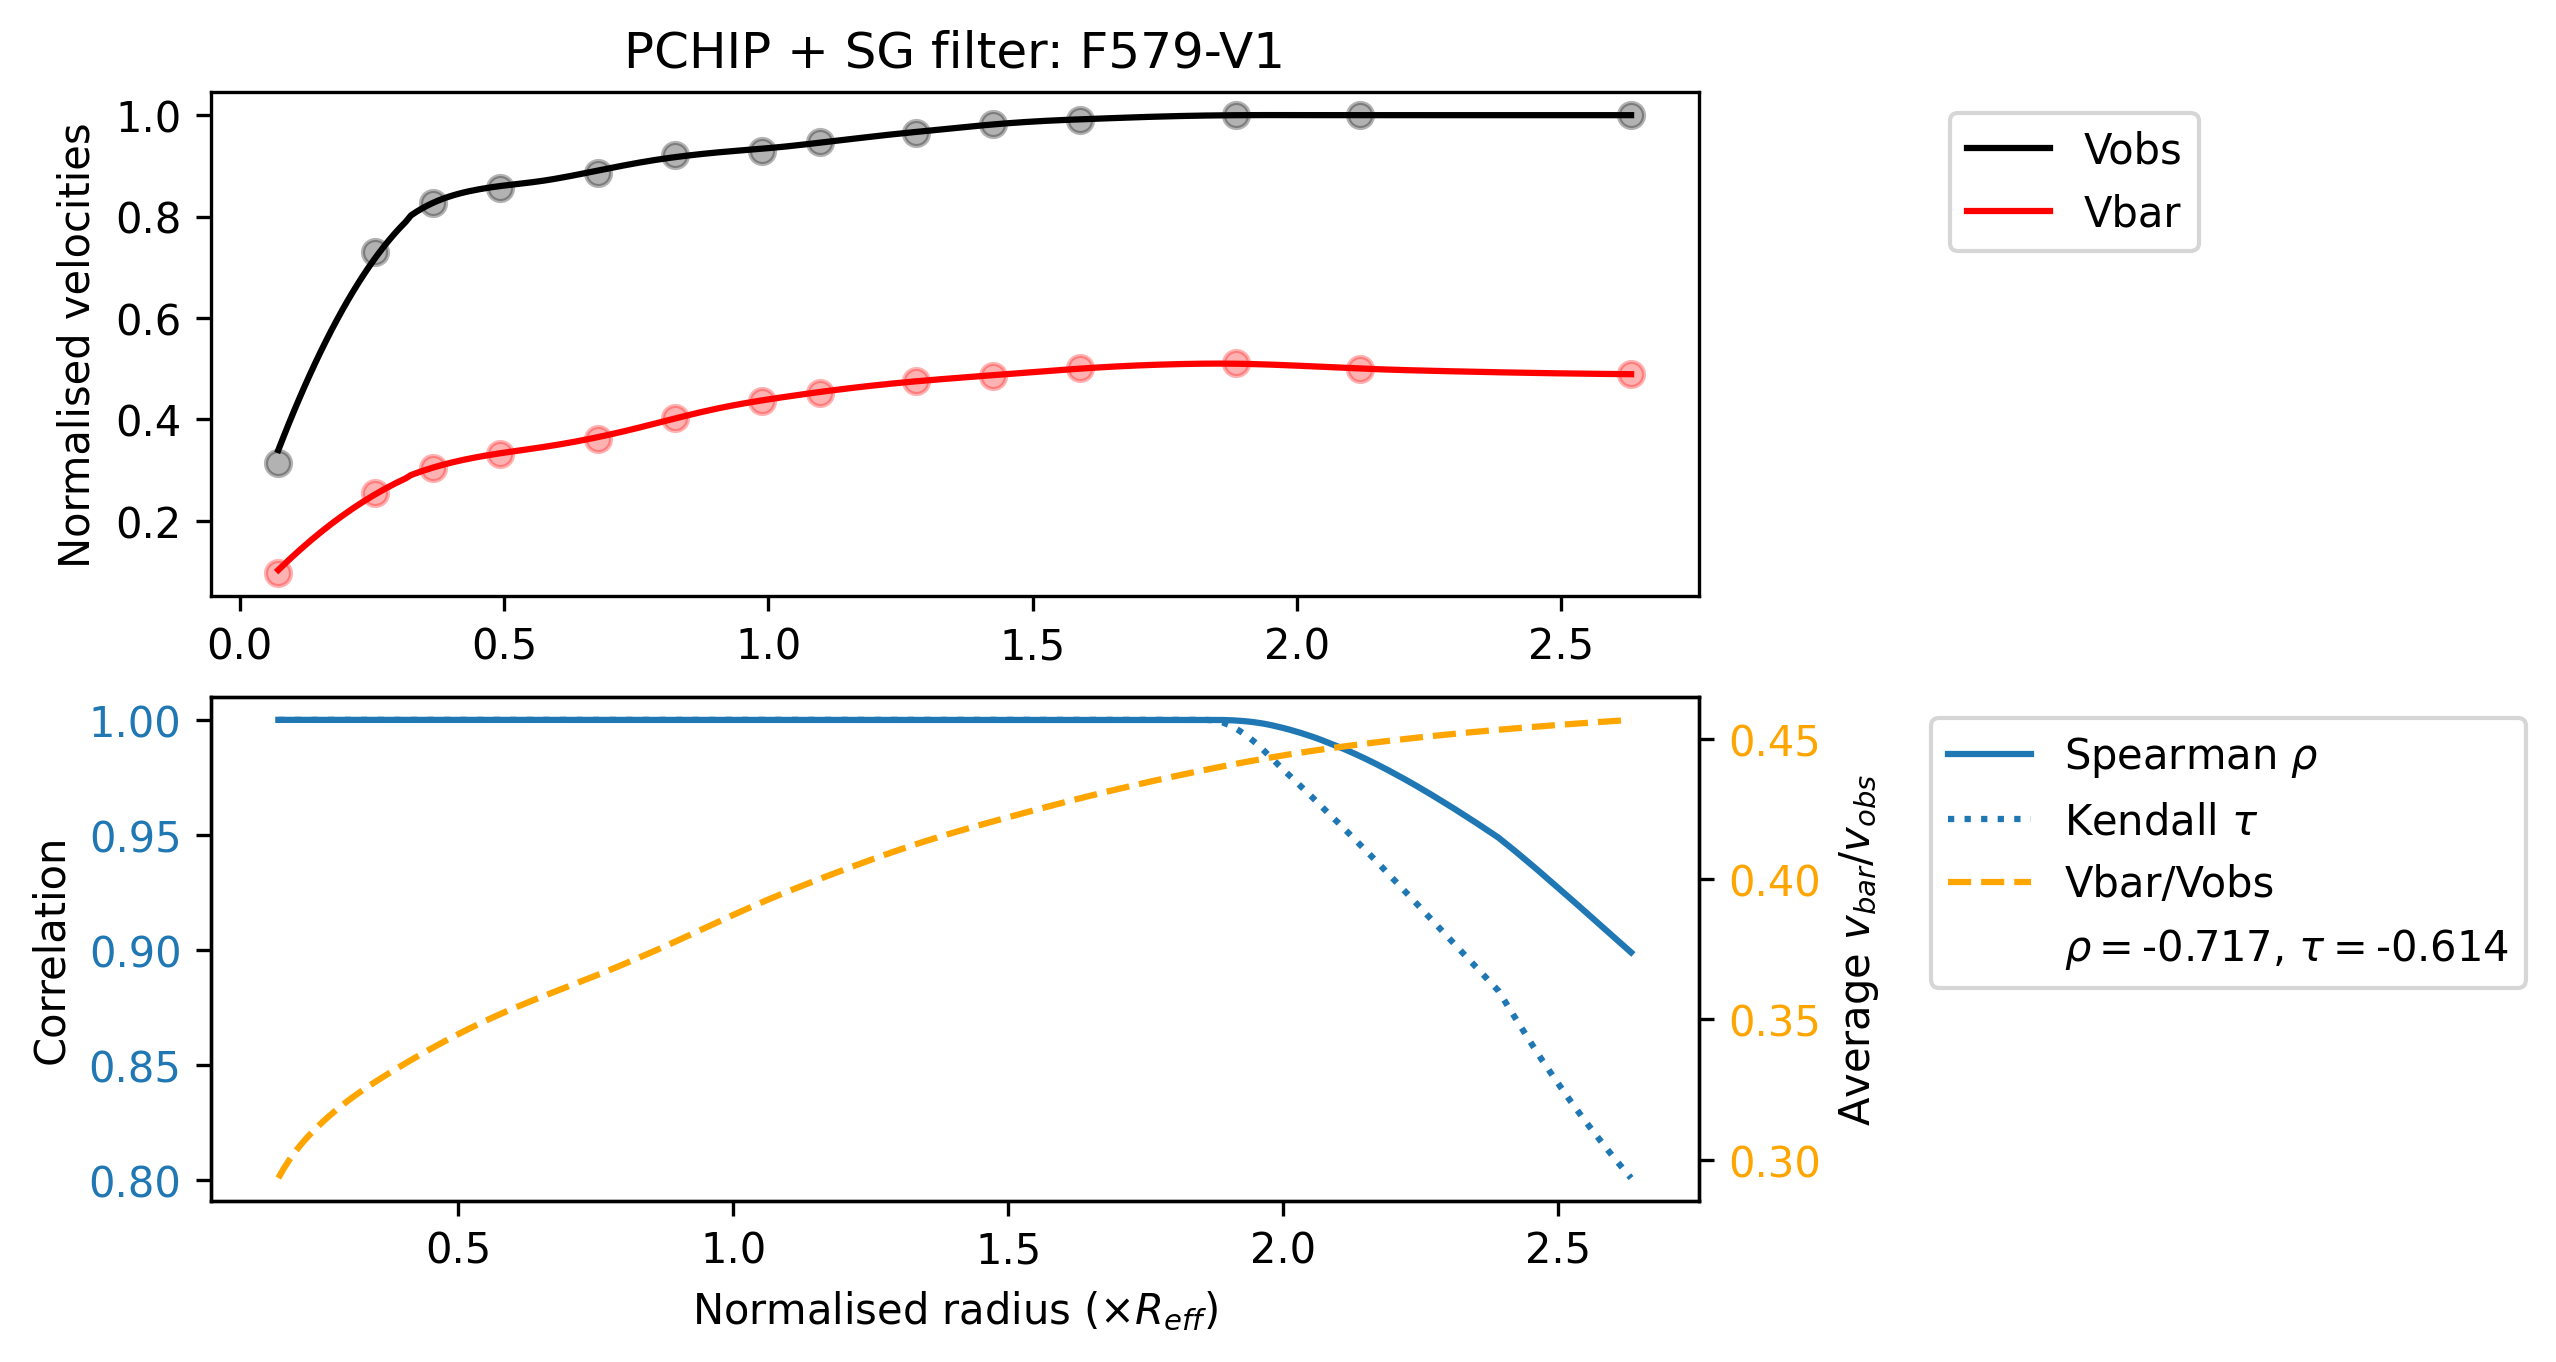 PCHIP + SG filter: F579-V1
Normalised velocities
1.0
0.8
0.6
0.4
0.2
0.0 0.5 1.0 1.5 2.0 2.5
Vobs
Vbar
Correlation
1.00
0.95
0.90
0.85
0.80
0.5 1.0 1.5 2.0 2.5
Normalised radius (×R_eff)
0.45
0.40
0.35
0.30
Average v_bar/v_obs
Spearman ρ
Kendall τ
Vbar/Vobs
ρ = -0.717, τ = -0.614